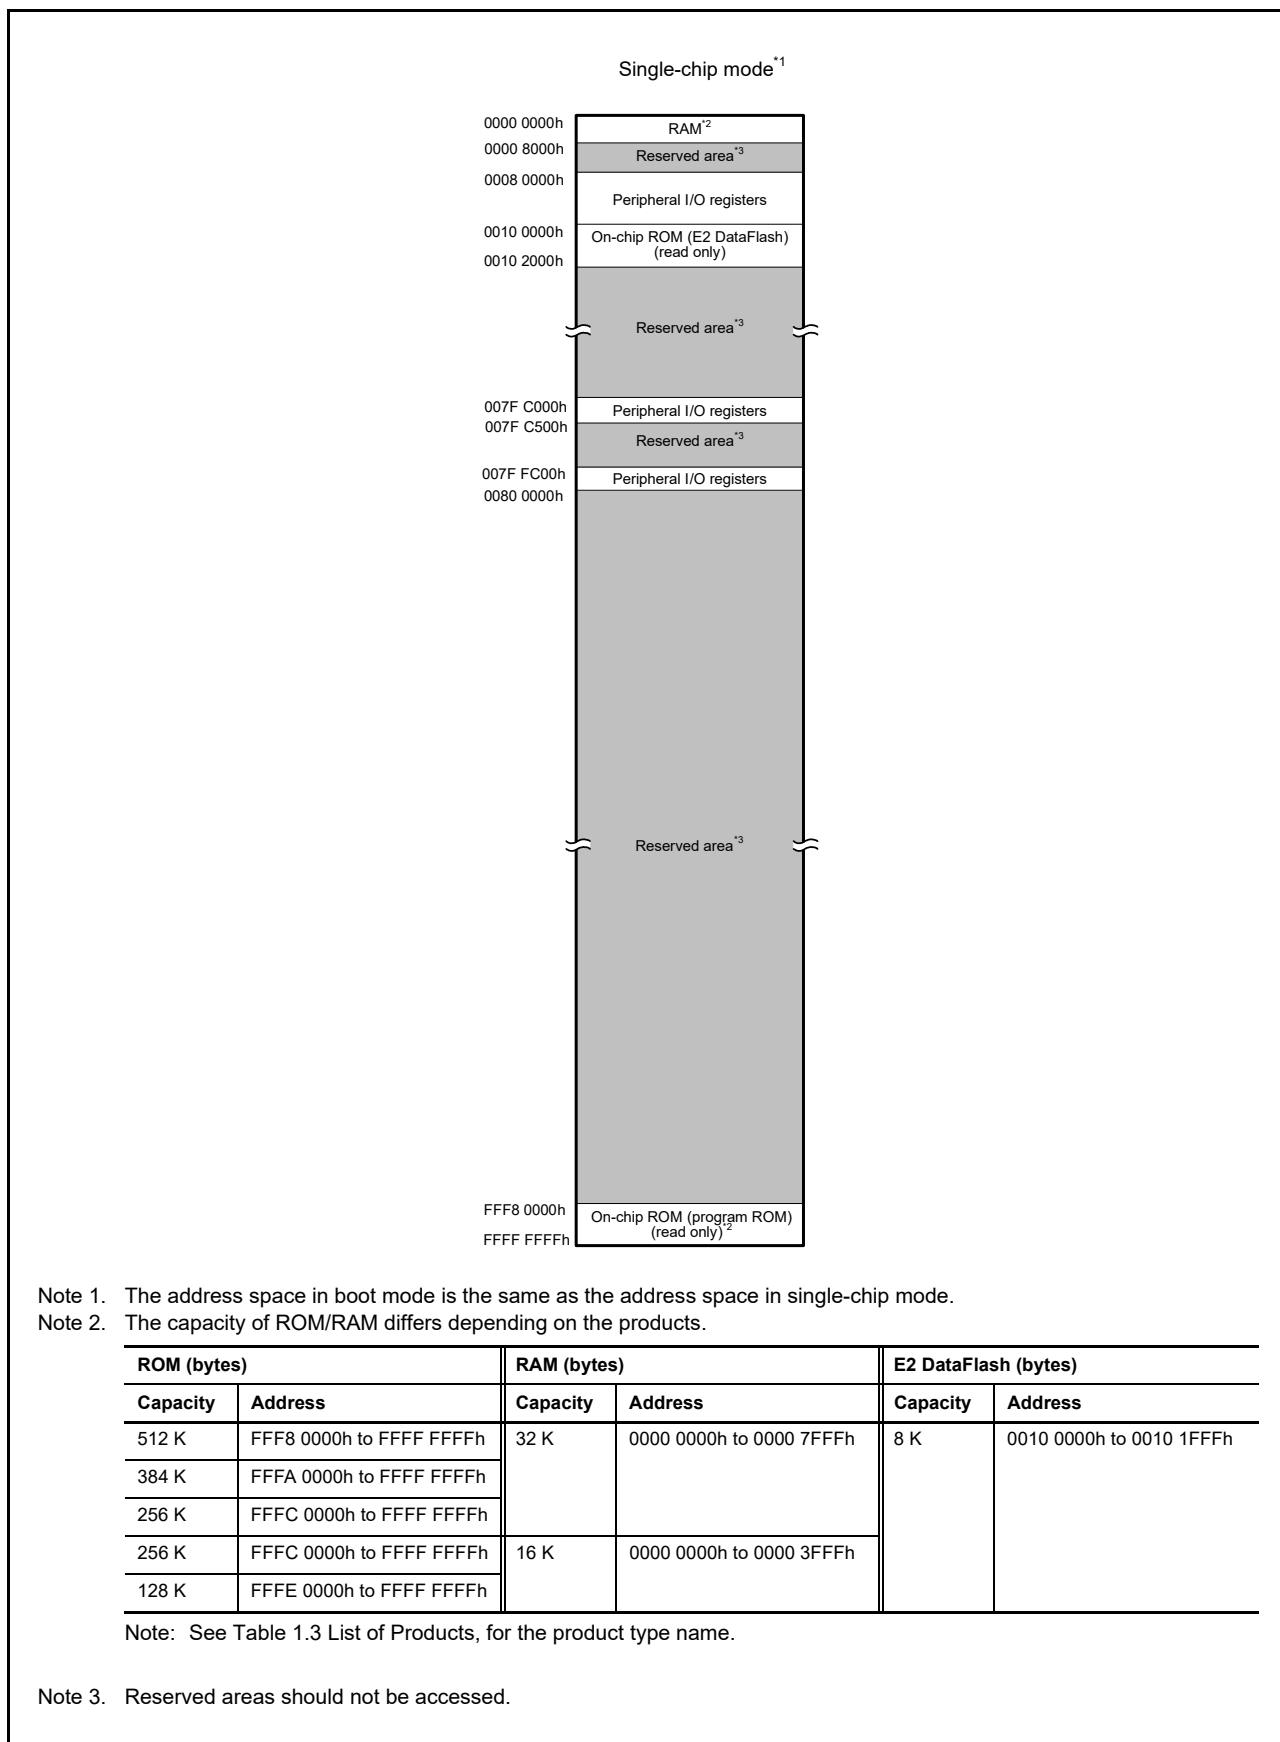 Single-chip mode*1
0000 0000h
RAM*2
0000 8000h
Reserved area*3
0008 0000h
Peripheral I/O registers
0010 0000h
On-chip ROM (E2 DataFlash)
(read only)
0010 2000h
Reserved area*3
007F C000h
Peripheral I/O registers
007F C500h
Reserved area*3
007F FC00h
Peripheral I/O registers
0080 0000h
Reserved area*3
FFF8 0000h
On-chip ROM (program ROM)
(read only)*2
FFFF FFFFh
Note 1. The address space in boot mode is the same as the address space in single-chip mode.
Note 2. The capacity of ROM/RAM differs depending on the products.
ROM (bytes) RAM (bytes) E2 DataFlash (bytes)
Capacity Address Capacity Address Capacity Address
512 K FFF8 0000h to FFFF FFFFh 32 K 0000 0000h to 0000 7FFFh 8 K 0010 0000h to 0010 1FFFh
384 K FFFA 0000h to FFFF FFFFh
256 K FFFC 0000h to FFFF FFFFh
256 K FFFC 0000h to FFFF FFFFh 16 K 0000 0000h to 0000 3FFFh
128 K FFFE 0000h to FFFF FFFFh
Note: See Table 1.3 List of Products, for the product type name.
Note 3. Reserved areas should not be accessed.